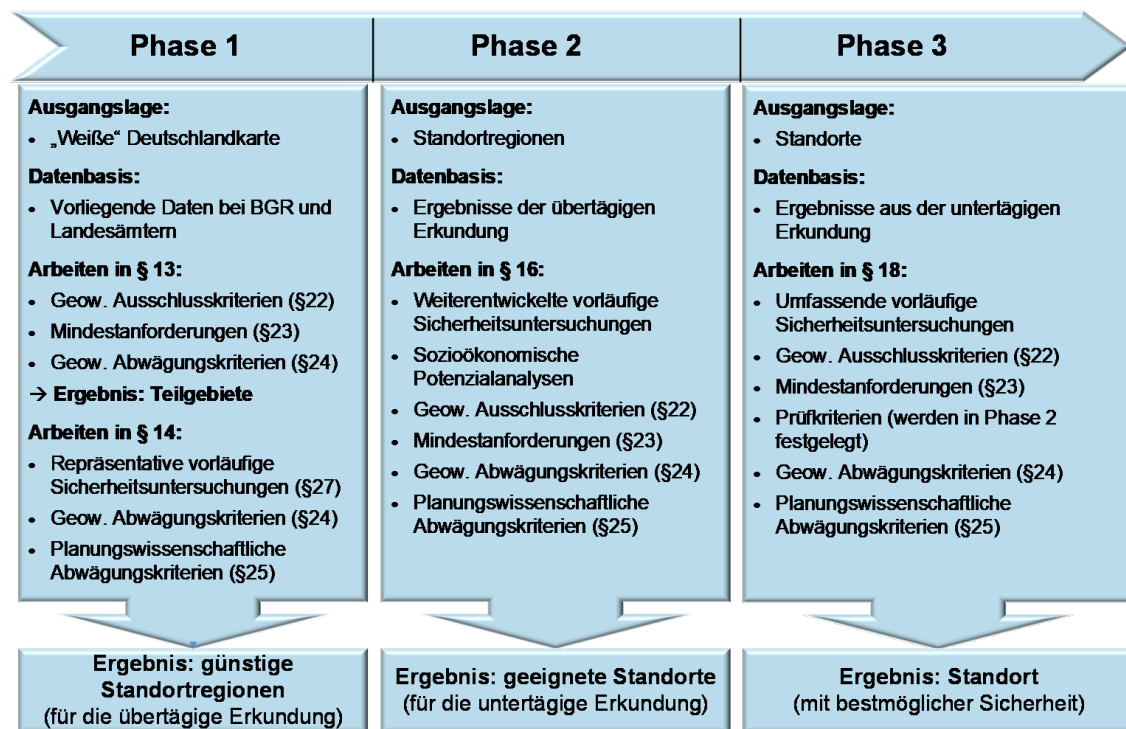 Phase 1
Phase 2
Phase 3
Ausgangslage:
• „Weiße“ Deutschlandkarte
Datenbasis:
• Vorliegende Daten bei BGR und
Landesämtern
Arbeiten in § 13:
• Geow. Ausschlusskriterien (§22)
• Mindestanforderungen (§23)
• Geow. Abwägungskriterien (§24)
→ Ergebnis: Teilgebiete
Arbeiten in § 14:
• Repräsentative vorläufige
Sicherheitsuntersuchungen (§27)
• Geow. Abwägungskriterien (§24)
• Planungswissenschaftliche
Abwägungskriterien (§25)
Ergebnis: günstige
Standortregionen
(für die übertägige Erkundung)
Ausgangslage:
• Standortregionen
Datenbasis:
• Ergebnisse der übertägigen
Erkundung
Arbeiten in § 16:
• Weiterentwickelte vorläufige
Sicherheitsuntersuchungen
• Sozioökonomische
Potenzialanalysen
• Geow. Ausschlusskriterien (§22)
• Mindestanforderungen (§23)
• Geow. Abwägungskriterien (§24)
• Planungswissenschaftliche
Abwägungskriterien (§25)
Ergebnis: geeignete Standorte
(für die untertägige Erkundung)
Ausgangslage:
• Standorte
Datenbasis:
• Ergebnisse aus der untertägigen
Erkundung
Arbeiten in § 18:
• Umfassende vorläufige
Sicherheitsuntersuchungen
• Geow. Ausschlusskriterien (§22)
• Mindestanforderungen (§23)
• Prüfkriterien (werden in Phase 2
festgelegt)
• Geow. Abwägungskriterien (§24)
• Planungswissenschaftliche
Abwägungskriterien (§25)
Ergebnis: Standort
(mit bestmöglicher Sicherheit)